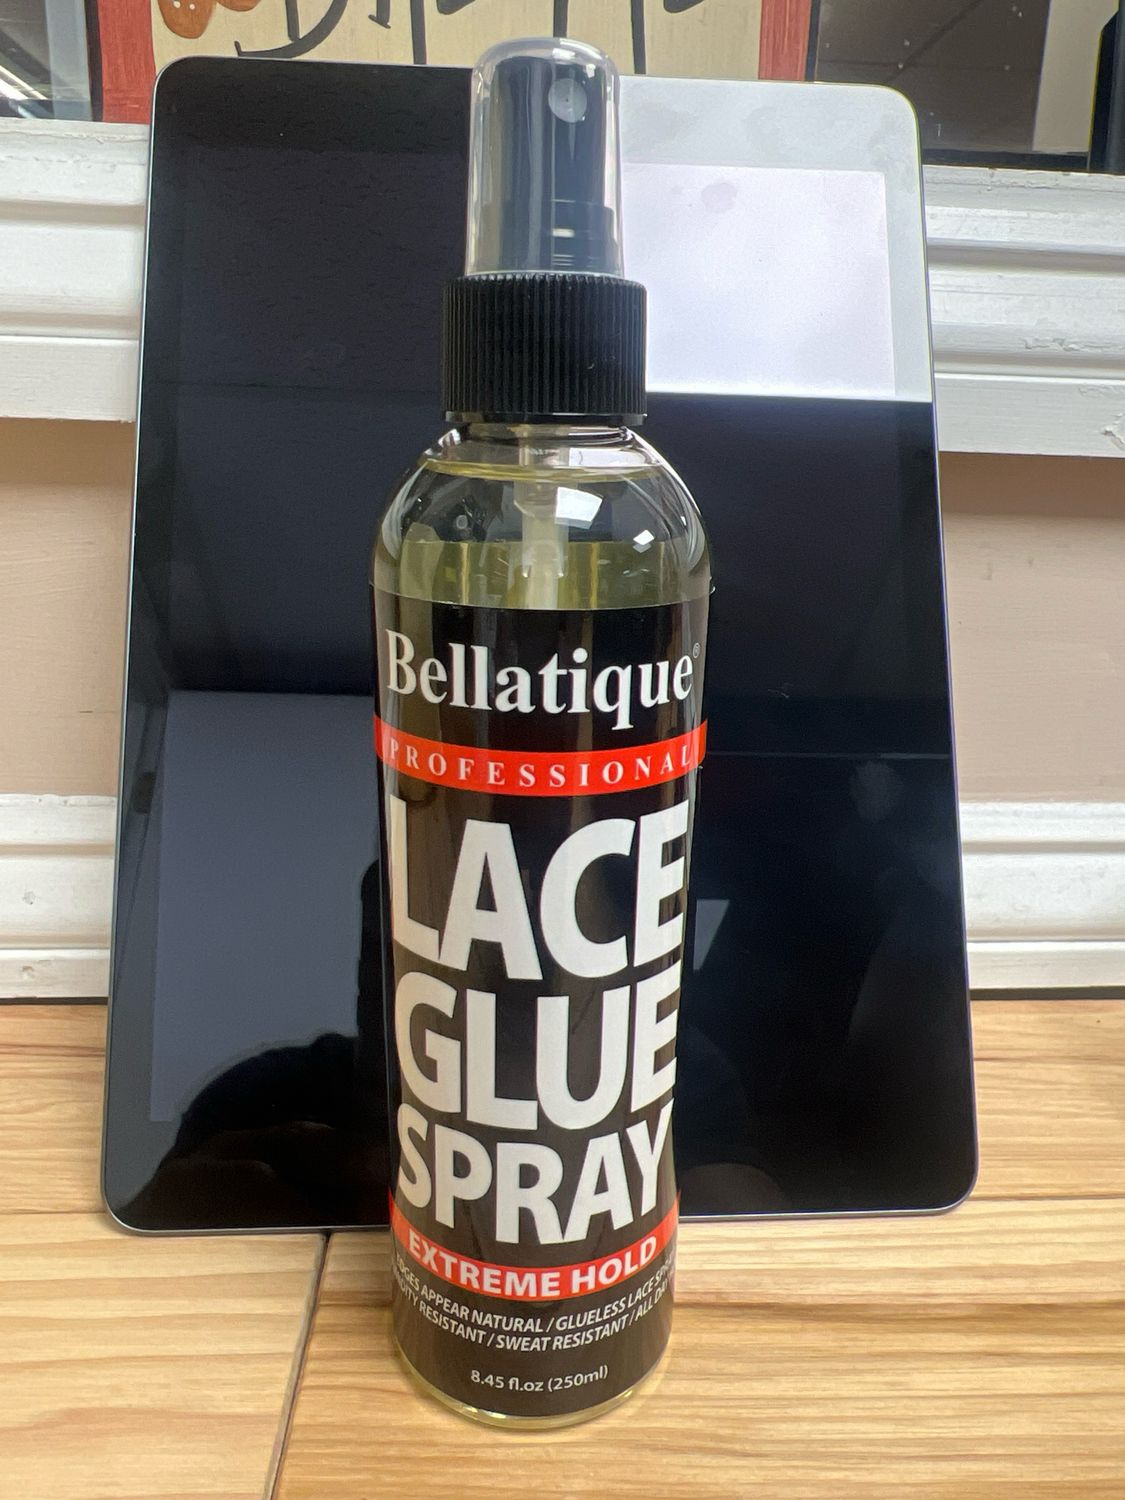 Bellatique®
PROFESSIONAL
LACE
GLUE
SPRAY
EXTREME HOLD
EDGES APPEAR NATURAL / GLUELESS LACE
RESISTANT / SWEAT RESISTANT / ALL DAY
8.45 fl.oz (250ml)